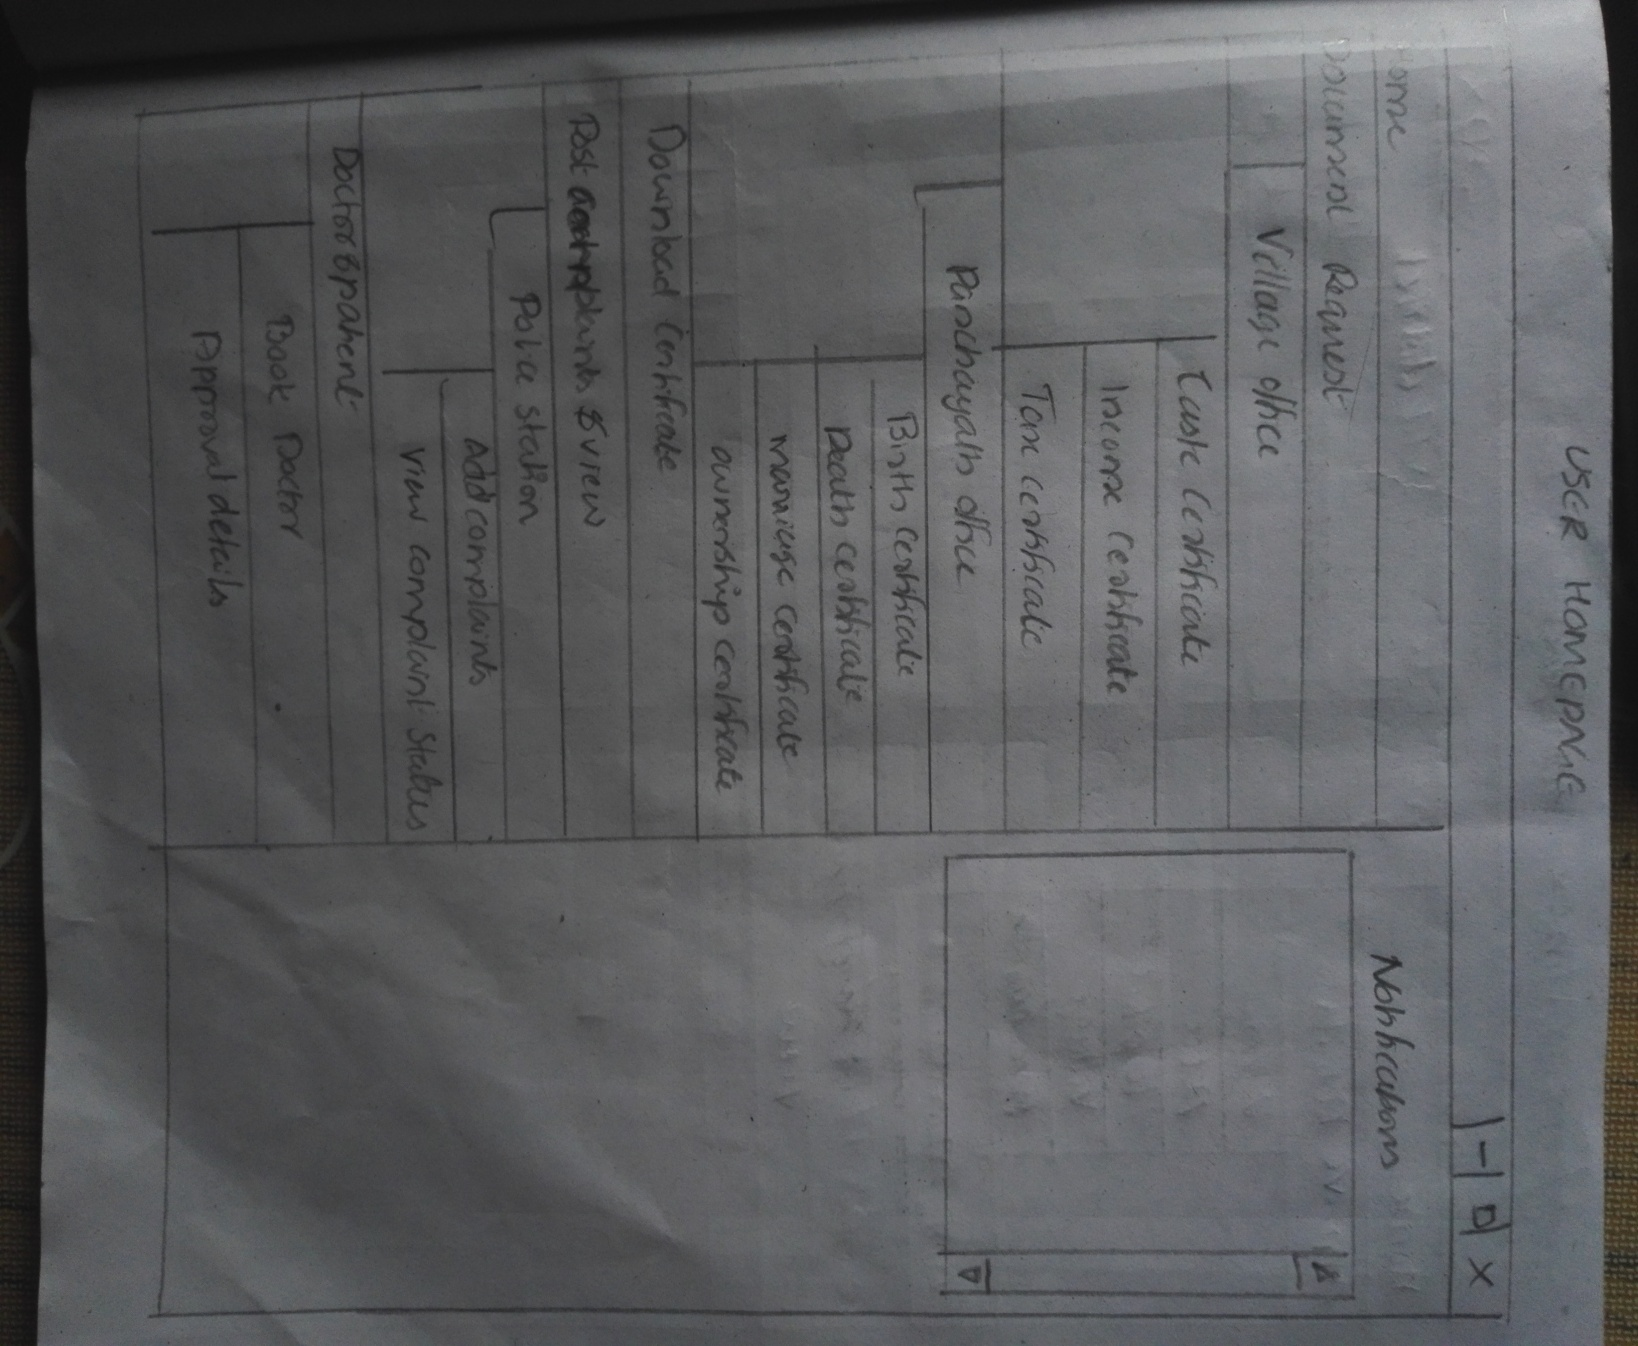 USER HOMEPAGE
- □ X
ome
Document Request
Village office
Caste Certificate
Income Certificate
Tax certificate
Panchayath office
Birth Certificate
Death certificate
marriage certificate
ownership certificate
Download Certificate
Post complaints & view
Police station
Add complaints
View complaint Status
Doctor & patient
Book Doctor
Approval details
Notifications